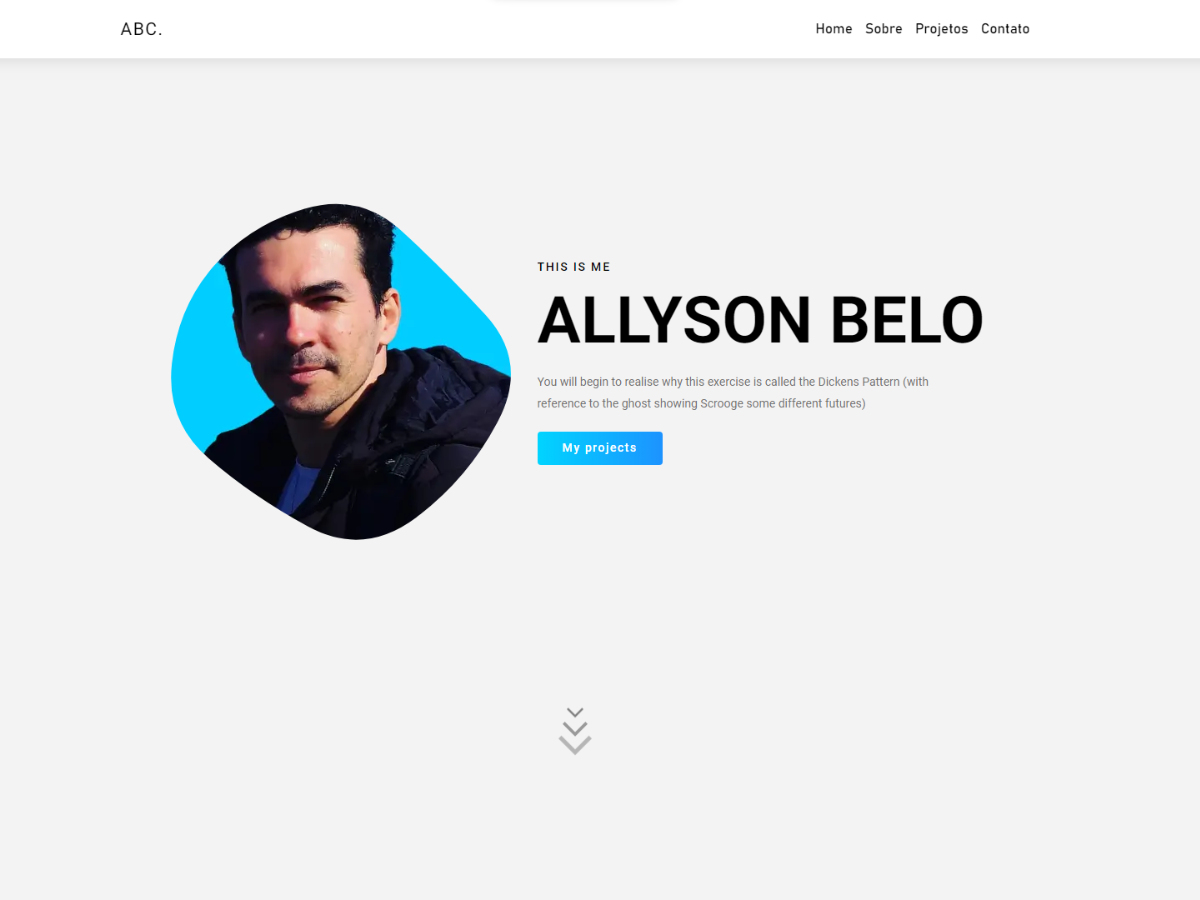 ABC.
Home Sobre Projetos Contato
THIS IS ME
ALLYSON BELO
You will begin to realise why this exercise is called the Dickens Pattern (with
reference to the ghost showing Scrooge some different futures)
My projects